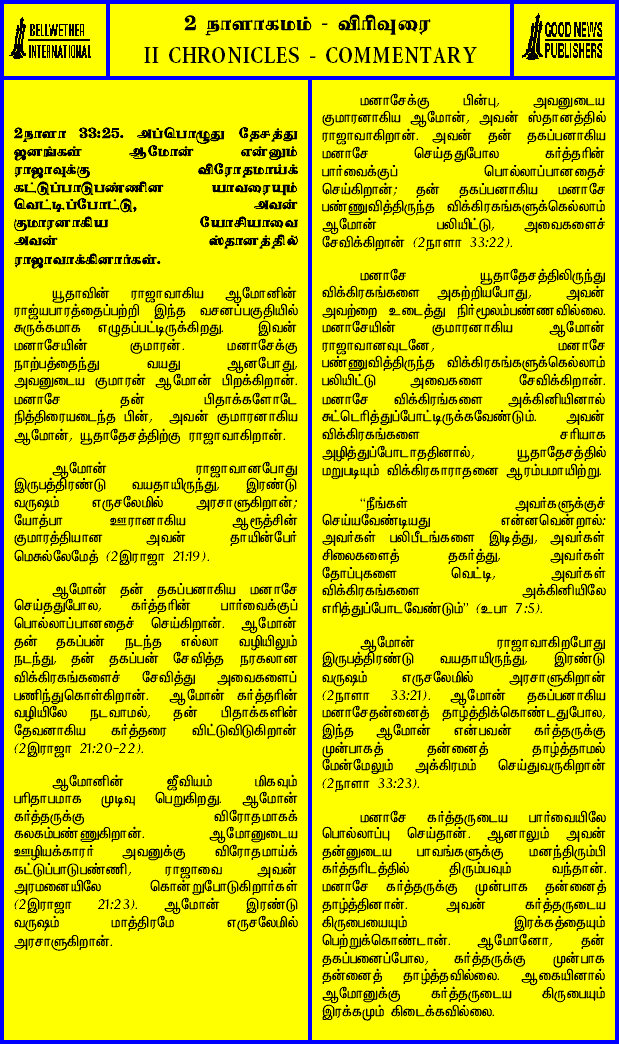 BELLWETHER
INTERNATIONAL
2 நாளாகமம் - விரிவுரை
II CHRONICLES - COMMENTARY
GOOD NEWS
PUBLISHERS
2நாளா 33:25. அப்பொழுது தேசத்து
ஜனங்கள் ஆமோன் என்னும்
ராஜாவுக்கு விரோதமாய்க்
கட்டுப்பாடுபண்ணின யாவரையும்
வெட்டிப்போட்டு, அவன்
குமாரனாகிய யோசியாவை
அவன் ஸ்தானத்தில்
ராஜாவாக்கினார்கள்.
யூதாவின் ராஜாவாகிய ஆமோனின்
ராஜ்யபாரத்தைப்பற்றி இந்த வசனப்பகுதியில்
சுருக்கமாக எழுதப்பட்டிருக்கிறது. இவன்
மனாசேயின் குமாரன். மனாசேக்கு
நாற்பத்தைந்து வயது ஆனபோது,
அவனுடைய குமாரன் ஆமோன் பிறக்கிறான்.
மனாசே தன் பிதாக்களோடே
நித்திரையடைந்த பின், அவன் குமாரனாகிய
ஆமோன், யூதாதேசத்திற்கு ராஜாவாகிறான்.
ஆமோன் ராஜாவானபோது
இருபத்திரண்டு வயதாயிருந்து, இரண்டு
வருஷம் எருசலேமில் அரசாளுகிறான்;
யோத்பா ஊரானாகிய ஆரூத்சின்
குமாரத்தியான அவன் தாயின்பேர்
மெசுல்லேமேத் (2இராஜா 21:19).
ஆமோன் தன் தகப்பனாகிய மனாசே
செய்ததுபோல, கர்த்தரின் பார்வைக்குப்
பொல்லாப்பானதைச் செய்கிறான். ஆமோன்
தன் தகப்பன் நடந்த எல்லா வழியிலும்
நடந்து, தன் தகப்பன் சேவித்த நரகலான
விக்கிரகங்களைச் சேவித்து அவைகளைப்
பணிந்துகொள்கிறான். ஆமோன் கர்த்தரின்
வழியிலே நடவாமல், தன் பிதாக்களின்
தேவனாகிய கர்த்தரை விட்டுவிடுகிறான்
(2இராஜா 21:20-22).
ஆமோனின் ஜீவியம் மிகவும்
பரிதாபமாக முடிவு பெறுகிறது. ஆமோன்
கர்த்தருக்கு விரோதமாகக்
கலகம்பண்ணுகிறான். ஆமோனுடைய
ஊழியக்காரர் அவனுக்கு விரோதமாய்க்
கட்டுப்பாடுபண்ணி, ராஜாவை அவன்
அரமனையிலே கொன்றுபோடுகிறார்கள்
(2இராஜா 21:23). ஆமோன் இரண்டு
வருஷம் மாத்திரமே எருசலேமில்
அரசாளுகிறான்.
மனாசேக்கு பின்பு, அவனுடைய
குமாரனாகிய ஆமோன், அவன் ஸ்தானத்தில்
ராஜாவாகிறான். அவன் தன் தகப்பனாகிய
மனாசே செய்ததுபோல கர்த்தரின்
பார்வைக்குப் பொல்லாப்பானதைச்
செய்கிறான்; தன் தகப்பனாகிய மனாசே
பண்ணுவித்திருந்த விக்கிரகங்களுக்கெல்லாம்
ஆமோன் பலியிட்டு, அவைகளைச்
சேவிக்கிறான் (2நாளா 33:22).
மனாசே யூதாதேசத்திலிருந்து
விக்கிரகங்களை அகற்றியபோது, அவன்
அவற்றை உடைத்து நிர்மூலம்பண்ணவில்லை.
மனாசேயின் குமாரனாகிய ஆமோன்
ராஜாவானவுடனே, மனாசே
பண்ணுவித்திருந்த விக்கிரகங்களுக்கெல்லாம்
பலியிட்டு அவைகளை சேவிக்கிறான்.
மனாசே விக்கிரங்களை அக்கினியினால்
சுட்டெரித்துப்போட்டிருக்கவேண்டும். அவன்
விக்கிரகங்களை சரியாக
அழித்துப்போடாததினால், யூதாதேசத்தில்
மறுபடியும் விக்கிரகாராதனை ஆரம்பமாயிற்று.
“நீங்கள் அவர்களுக்குச்
செய்யவேண்டியது என்னவென்றால்:
அவர்கள் பலிபீடங்களை இடித்து, அவர்கள்
சிலைகளைத் தகர்த்து, அவர்கள்
தோப்புகளை வெட்டி, அவர்கள்
விக்கிரகங்களை அக்கினியிலே
எரித்துப்போடவேண்டும்” (உபா 7:5).
ஆமோன் ராஜாவாகிறபோது
இருபத்திரண்டு வயதாயிருந்து, இரண்டு
வருஷம் எருசலேமில் அரசாளுகிறான்
(2நாளா 33:21). ஆமோன் தகப்பனாகிய
மனாசேதன்னைத் தாழ்த்திக்கொண்டதுபோல,
இந்த ஆமோன் என்பவன் கர்த்தருக்கு
முன்பாகத் தன்னைத் தாழ்த்தாமல்
மேன்மேலும் அக்கிரமம் செய்துவருகிறான்
(2நாளா 33:23).
மனாசே கர்த்தருடைய பார்வையிலே
பொல்லாப்பு செய்தான். ஆனாலும் அவன்
தன்னுடைய பாவங்களுக்கு மனந்திரும்பி
கர்த்தரிடத்தில் திரும்பவும் வந்தான்.
மனாசே கர்த்தருக்கு முன்பாக தன்னைத்
தாழ்த்தினான். அவன் கர்த்தருடைய
கிருபையையும் இரக்கத்தையும்
பெற்றுக்கொண்டான். ஆமோனோ, தன்
தகப்பனைப்போல, கர்த்தருக்கு முன்பாக
தன்னைத் தாழ்த்தவில்லை. ஆகையினால்
ஆமோனுக்கு கர்த்தருடைய கிருபையும்
இரக்கமும் கிடைக்கவில்லை.